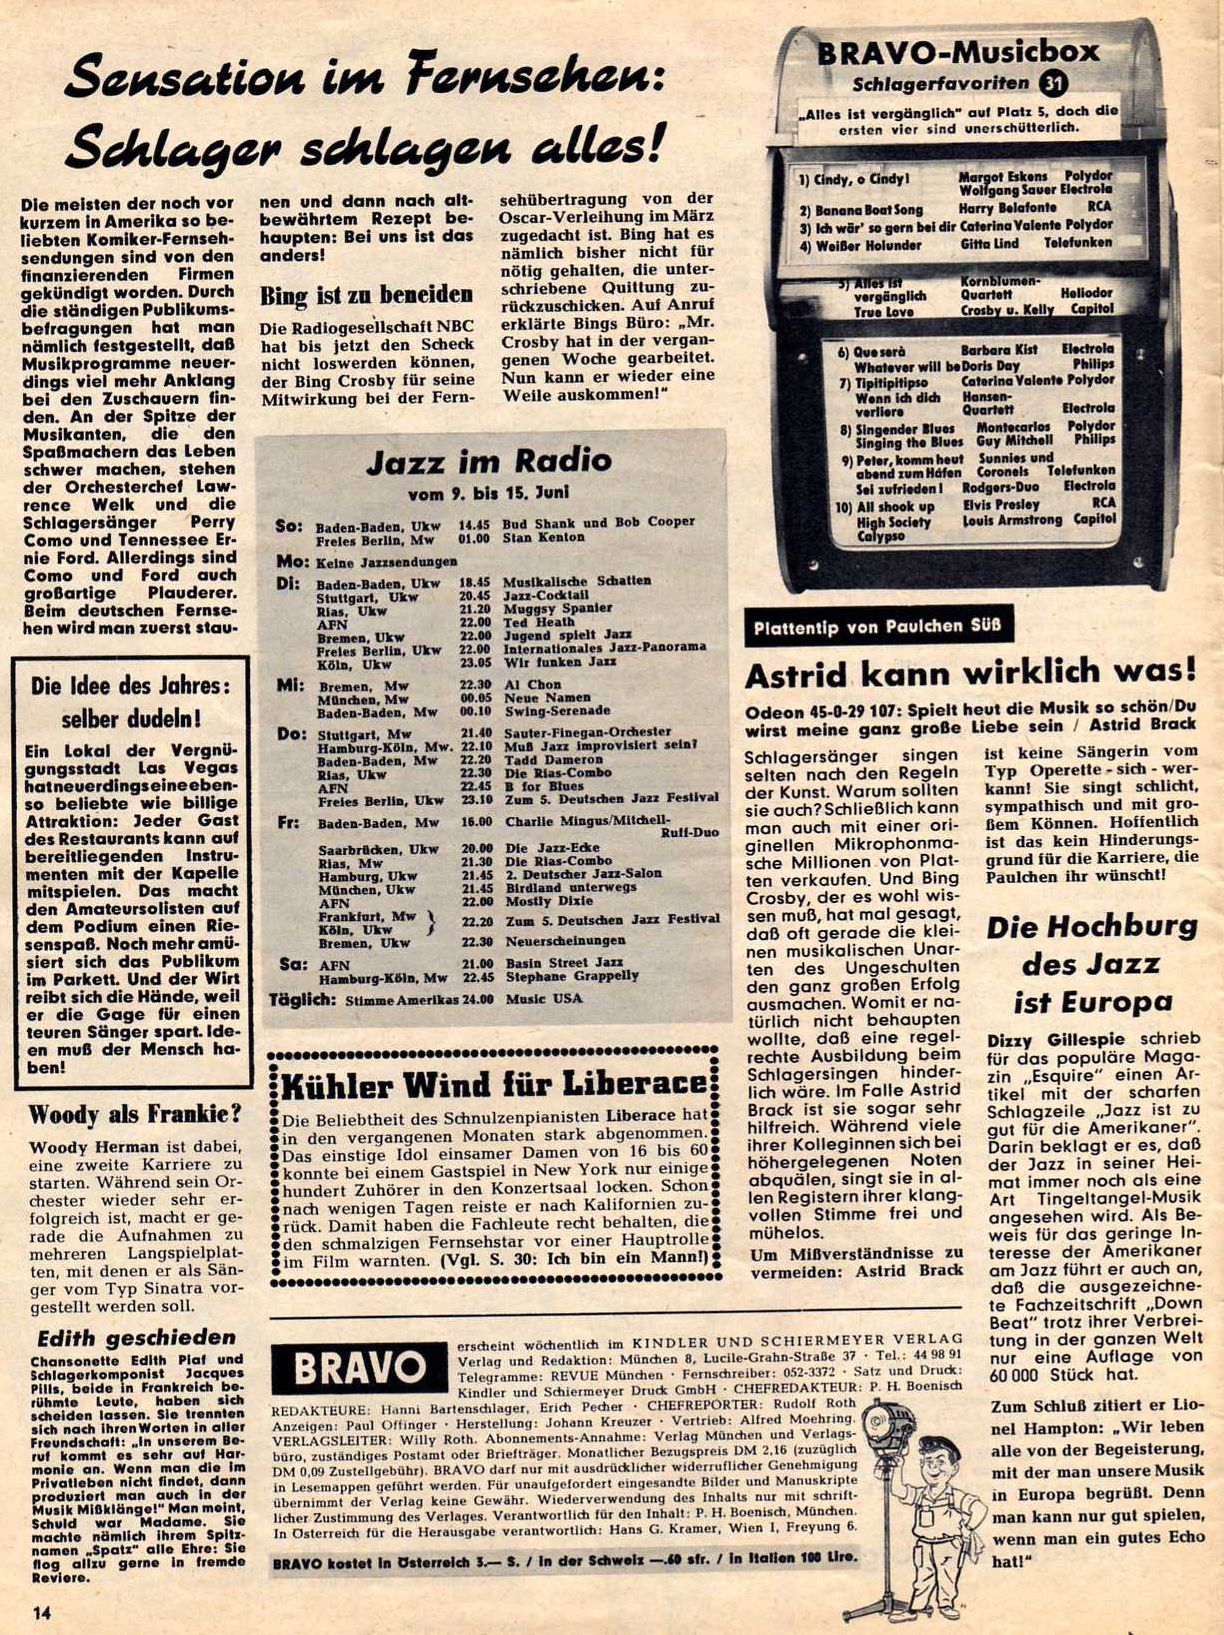 Sensation im Fernsehen:
Schlager schlagen alles!
Die meisten der noch vor
kurzem in Amerika so be-
liebten Komiker-Fernseh-
sendungen sind von den
finanzierenden Firmen
gekündigt worden. Durch
die ständigen Publikums-
befragungen hat man
nämlich festgestellt, daß
Musikprogramme neuer-
dings viel mehr Anklang
bei den Zuschauern fin-
den. An der Spitze der
Musikanten, die den
Spaßmachern das Leben
schwer machen, stehen
der Orchesterchef Law-
rence Welk und die
Schlagersänger Perry
Como und Tennessee Er-
nie Ford. Allerdings sind
Como und Ford auch
großartige Plauderer.
Beim deutschen Fernse-
hen wird man zuerst stau-
nen und dann nach alt-
bewährtem Rezept be-
haupten: Bei uns ist das
anders!
Bing ist zu beneiden
Die Radiogesellschaft NBC
hat bis jetzt den Scheck
nicht loswerden können,
der Bing Crosby für seine
Mitwirkung bei der Fern-
sehübertragung von der
Oscar-Verleihung im März
zugedacht ist. Bing hat es
nämlich bisher nicht für
nötig gehalten, die unter-
schriebene Quittung zu-
rückzuschicken. Auf Anruf
erklärte Bings Büro: „Mr.
Crosby hat in der vergan-
genen Woche gearbeitet.
Nun kann er wieder eine
Weile auskommen!"
Die Idee des Jahres:
selber dudeln!
Ein Lokal der Vergnü-
gungsstadt Las Vegas
hat neuerdings eine eben-
so beliebte wie billige
Attraktion: Jeder Gast
des Restaurants kann auf
bereitliegenden Instru-
menten mit der Kapelle
mitspielen. Das macht
den Amateursolisten auf
dem Podium einen Rie-
senspaß. Noch mehr amü-
siert sich das Publikum
im Parkett. Und der Wirt
reibt sich die Hände, weil
er die Gage für einen
teuren Sänger spart. Ide-
en muß der Mensch ha-
ben!
Woody als Frankie?
Woody Herman ist dabei,
eine zweite Karriere zu
starten. Während sein Or-
chester wieder sehr er-
folgreich ist, macht er ge-
rade die Aufnahmen zu
mehreren Langspielplat-
ten, mit denen er als Sän-
ger vom Typ Sinatra vor-
gestellt werden soll.
Edith geschieden
Chansonette Edith Piaf und
Schlagerkomponist Jacques
Pills, beide in Frankreich be-
rühmte Leute, haben sich
scheiden lassen. Sie trennten
sich nach ihren Worten in aller
Freundschaft: „In unserem Be-
ruf kommt es sehr auf Har-
monie an. Wenn man die im
Privatleben nicht findet, dann
produziert man auch in der
Musik Mißklänge!" Man meint,
Schuld war Madame. Sie
machte nämlich ihrem Spitz-
namen „Spatz" alle Ehre: Sie
flog allzu gerne in fremde
Reviere.
14
Jazz im Radio
vom 9. bis 15. Juni
So: Baden-Baden, Ukw 14.45 Bud Shank und Bob Cooper
Freies Berlin, Mw 01.00 Stan Kenton
Mo: Keine Jazzsendungen
Di: Baden-Baden, Ukw 18.45 Musikalische Schatten
Stuttgart, Ukw 20.45 Jazz-Cocktail
Rias, Ukw 21.20 Muggsy Spanier
AFN 22.00 Ted Heath
Bremen, Ukw 22.00 Jugend spielt Jazz
Freies Berlin, Ukw 22.00 Internationales Jazz-Panorama
Köln, Ukw 23.05 Wir funken Jazz
Mi: Bremen, Mw 22.30 Al Chon
München, Mw 00.05 Neue Namen
Baden-Baden, Mw 00.10 Swing-Serenade
Do: Stuttgart, Mw 21.40 Sauter-Finegan-Orchester
Hamburg-Köln, Mw. 22.10 Muß Jazz improvisiert sein?
Baden-Baden, Mw 22.20 Tadd Dameron
Rias, Ukw 22.30 Die Rias-Combo
AFN 22.45 B for Blues
Freies Berlin, Ukw 23.10 Zum 5. Deutschen Jazz Festival
Fr: Baden-Baden, Mw 16.00 Charlie Mingus/Mitchell-
Ruff-Duo
Saarbrücken, Ukw 20.00 Die Jazz-Ecke
Rias, Mw 21.30 Die Rias-Combo
Hamburg, Ukw 21.45 2. Deutscher Jazz-Salon
München, Ukw 21.45 Birdland unterwegs
AFN 22.00 Mostly Dixie
Frankfurt, Mw }
Köln, Ukw } 22.20 Zum 5. Deutschen Jazz Festival
Bremen, Ukw 22.30 Neuerscheinungen
Sa: AFN 21.00 Basin Street Jazz
Hamburg-Köln, Mw 22.45 Stephane Grappelly
Täglich: Stimme Amerikas 24.00 Music USA
Kühler Wind für Liberace
Die Beliebtheit des Schnulzenpianisten Liberace hat
in den vergangenen Monaten stark abgenommen.
Das einstige Idol einsamer Damen von 16 bis 60
konnte bei einem Gastspiel in New York nur einige
hundert Zuhörer in den Konzertsaal locken. Schon
nach wenigen Tagen reiste er nach Kalifornien zu-
rück. Damit haben die Fachleute recht behalten, die
den schmalzigen Fernsehstar vor einer Hauptrolle
im Film warnten. (Vgl. S. 30: Ich bin ein Mann!)
BRAVO
erscheint wöchentlich im KINDLER UND SCHIERMEYER VERLAG
Verlag und Redaktion: München 8, Lucile-Grahn-Straße 37 · Tel.: 44 98 91
Telegramme: REVUE München · Fernschreiber: 052-3372 · Satz und Druck:
Kindler und Schiermeyer Druck GmbH · CHEFREDAKTEUR: P. H. Boenisch
REDAKTEURE: Hanni Bartenschlager, Erich Pecher · CHEFREPORTER: Rudolf Roth
Anzeigen: Paul Offinger · Herstellung: Johann Kreuzer · Vertrieb: Alfred Moehring.
VERLAGSLEITER: Willy Roth. Abonnements-Annahme: Verlag München und Verlags-
büro, zuständiges Postamt oder Briefträger. Monatlicher Bezugspreis DM 2,16 (zuzüglich
DM 0,09 Zustellgebühr). BRAVO darf nur mit ausdrücklicher widerruflicher Genehmigung
in Lesemappen geführt werden. Für unaufgefordert eingesandte Bilder und Manuskripte
übernimmt der Verlag keine Gewähr. Wiederverwendung des Inhalts nur mit schrift-
licher Zustimmung des Verlages. Verantwortlich für den Inhalt: P. H. Boenisch, München.
In Österreich für die Herausgabe verantwortlich: Hans G. Kramer, Wien I, Freyung 6.
BRAVO kostet in Österreich 3.— S. / in der Schweiz —.60 sfr. / in Italien 100 Lire.
BRAVO-Musicbox
Schlagerfavoriten 31
„Alles ist vergänglich" auf Platz 5, doch die
ersten vier sind unerschütterlich.
1) Cindy, o Cindy! Margot Eskens Polydor
Wolfgang Sauer Electrola
2) Banana Boat Song Harry Belafonte RCA
3) Ich wär' so gern bei dir Caterina Valente Polydor
4) Weißer Holunder Gitta Lind Telefunken
5) Alles ist Kornblumen-
vergänglich Quartett Heliodor
True Love Crosby u. Kelly Capitol
6) Que será Barbara Kist Electrola
Whatever will be Doris Day Philips
7) Tipitipitipso Caterina Valente Polydor
Wenn ich dich Hansen-
verliere Quartett Electrola
8) Singender Blues Montecarlos Polydor
Singing the Blues Guy Mitchell Philips
9) Peter, komm heut Sunnies und
abend zum Hafen Coronels Telefunken
Sei zufrieden! Rodgers-Duo Electrola
10) All shook up Elvis Presley RCA
High Society Louis Armstrong Capitol
Calypso
Plattentip von Paulchen Süß
Astrid kann wirklich was!
Odeon 45-0-29 107: Spielt heut die Musik so schön/Du
wirst meine ganz große Liebe sein / Astrid Brack
Schlagersänger singen
selten nach den Regeln
der Kunst. Warum sollten
sie auch? Schließlich kann
man auch mit einer ori-
ginellen Mikrophonma-
sche Millionen von Plat-
ten verkaufen. Und Bing
Crosby, der es wohl wis-
sen muß, hat mal gesagt,
daß oft gerade die klei-
nen musikalischen Unar-
ten des Ungeschulten
den ganz großen Erfolg
ausmachen. Womit er na-
türlich nicht behaupten
wollte, daß eine regel-
rechte Ausbildung beim
Schlagersingen hinder-
lich wäre. Im Falle Astrid
Brack ist sie sogar sehr
hilfreich. Während viele
ihrer Kolleginnen sich bei
höhergelegenen Noten
abquälen, singt sie in al-
len Registern ihrer klang-
vollen Stimme frei und
mühelos.
Um Mißverständnisse zu
vermeiden: Astrid Brack
ist keine Sängerin vom
Typ Operette-sich-wer-
kann! Sie singt schlicht,
sympathisch und mit gro-
ßem Können. Hoffentlich
ist das kein Hinderungs-
grund für die Karriere, die
Paulchen ihr wünscht!
Die Hochburg
des Jazz
ist Europa
Dizzy Gillespie schrieb
für das populäre Maga-
zin „Esquire" einen Ar-
tikel mit der scharfen
Schlagzeile „Jazz ist zu
gut für die Amerikaner".
Darin beklagt er es, daß
der Jazz in seiner Hei-
mat immer noch als eine
Art Tingeltangel-Musik
angesehen wird. Als Be-
weis für das geringe In-
teresse der Amerikaner
am Jazz führt er auch an,
daß die ausgezeichne-
te Fachzeitschrift „Down
Beat" trotz ihrer Verbrei-
tung in der ganzen Welt
nur eine Auflage von
60 000 Stück hat.
Zum Schluß zitiert er Lio-
nel Hampton: „Wir leben
alle von der Begeisterung,
mit der man unsere Musik
in Europa begrüßt. Denn
man kann nur gut spielen,
wenn man ein gutes Echo
hat!"